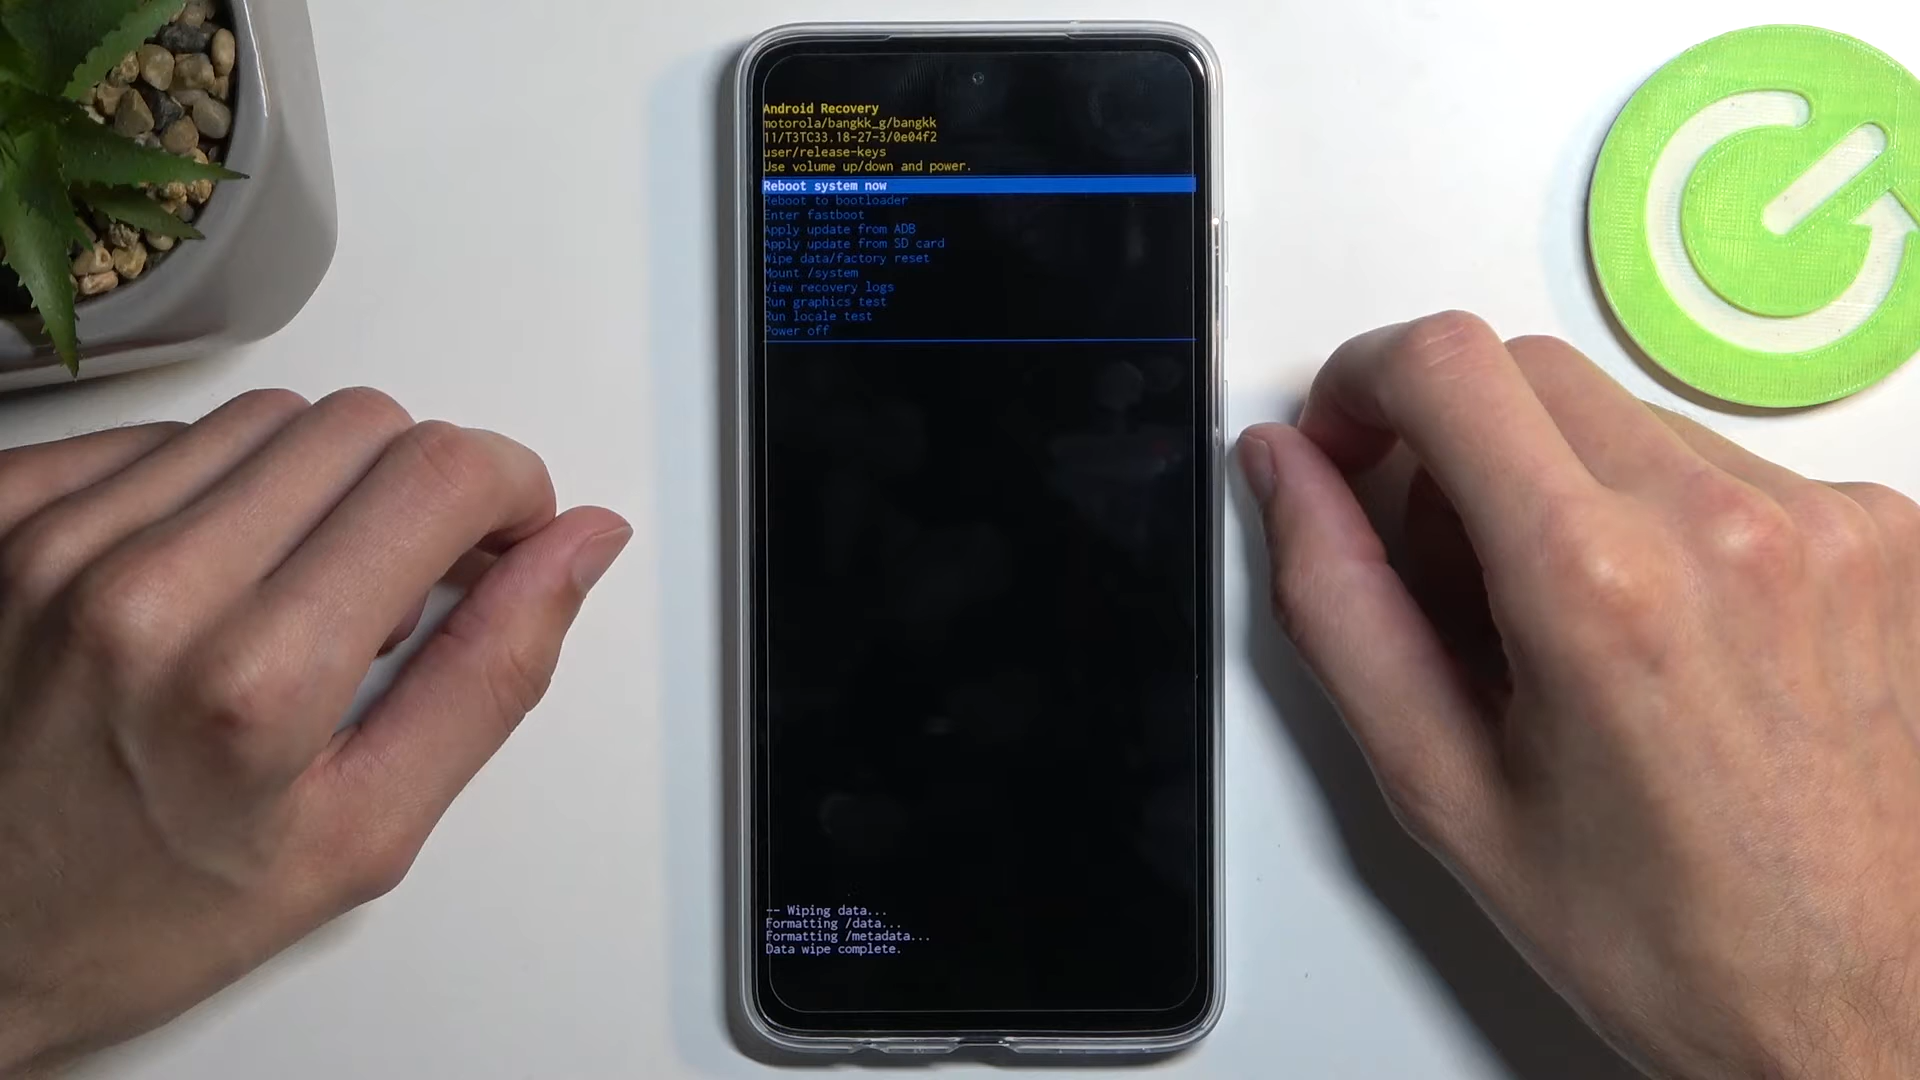 Android Recovery
motorola/bangkk_g/bangkk
11/T3TC33.18-27-3/0e04f2
user/release-keys
Use volume up/down and power.
Reboot system now
Reboot to bootloader
Enter fastboot
Apply update from ADB
Apply update from SD card
Wipe data/factory reset
Mount /system
View recovery logs
Run graphics test
Run locale test
Power off
-- Wiping data...
Formatting /data...
Formatting /metadata...
Data wipe complete.